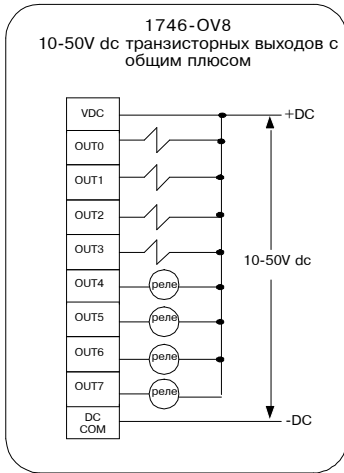 1746-OV8
10-50V dc транзисторных выходов с
общим плюсом
VDC
+DC
OUT0
OUT1
OUT2
OUT3
10-50V dc
OUT4
реле
OUT5
реле
OUT6
реле
OUT7
реле
DC
COM
-DC